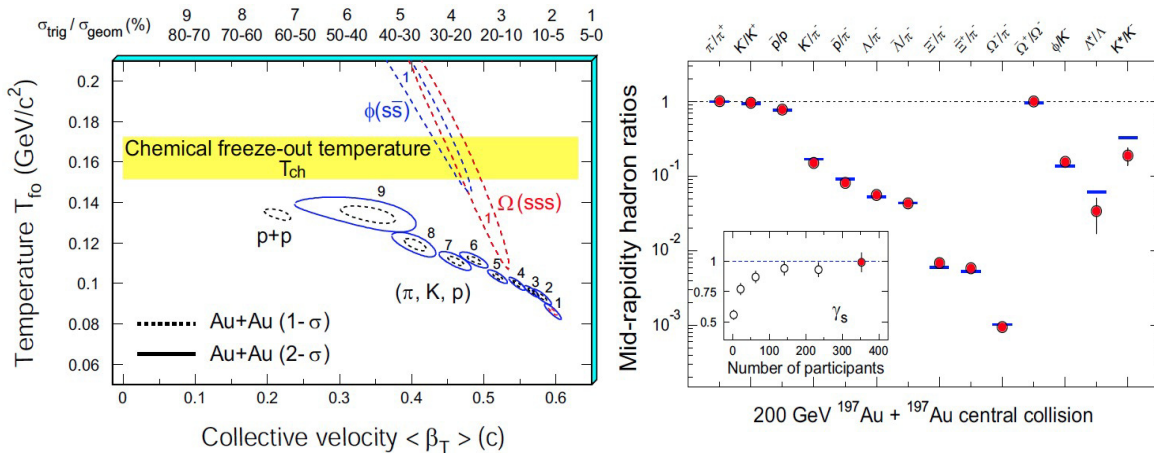 σtrig / σgeom(%)
9 8 7 6 5 4 3 2 1
80-70 70-60 60-50 50-40 40-30 30-20 20-10 10-5 5-0
Temperature Tfo (GeV/c²)
0.2
0.18
0.16
0.14
0.12
0.1
0.08
0.06
1
ϕ(ss̄)
Chemical freeze-out temperature
Tch
Ω(sss)
1
p+p
9
8
7
6
5
4
3
2
1
(π, K, p)
Au+Au (1-σ)
Au+Au (2-σ)
0 0.1 0.2 0.3 0.4 0.5 0.6
Collective velocity < βT > (c)
π⁻/π⁺ K⁻/K⁺ p̄/p K⁻/π⁻ p̄/π⁻ Λ/π⁻ Λ̄/π⁻ Ξ⁻/π⁻ Ξ̄⁺/π⁻ Ω⁻/π⁻ Ω̄⁺/Ω⁻ ϕ/K⁻ Λ*/Λ K*/K⁻
Mid-rapidity hadron ratios
1
10⁻¹
10⁻²
10⁻³
1
0.75
0.5
γs
0 100 200 300 400
Number of participants
200 GeV ¹⁹⁷Au + ¹⁹⁷Au central collision